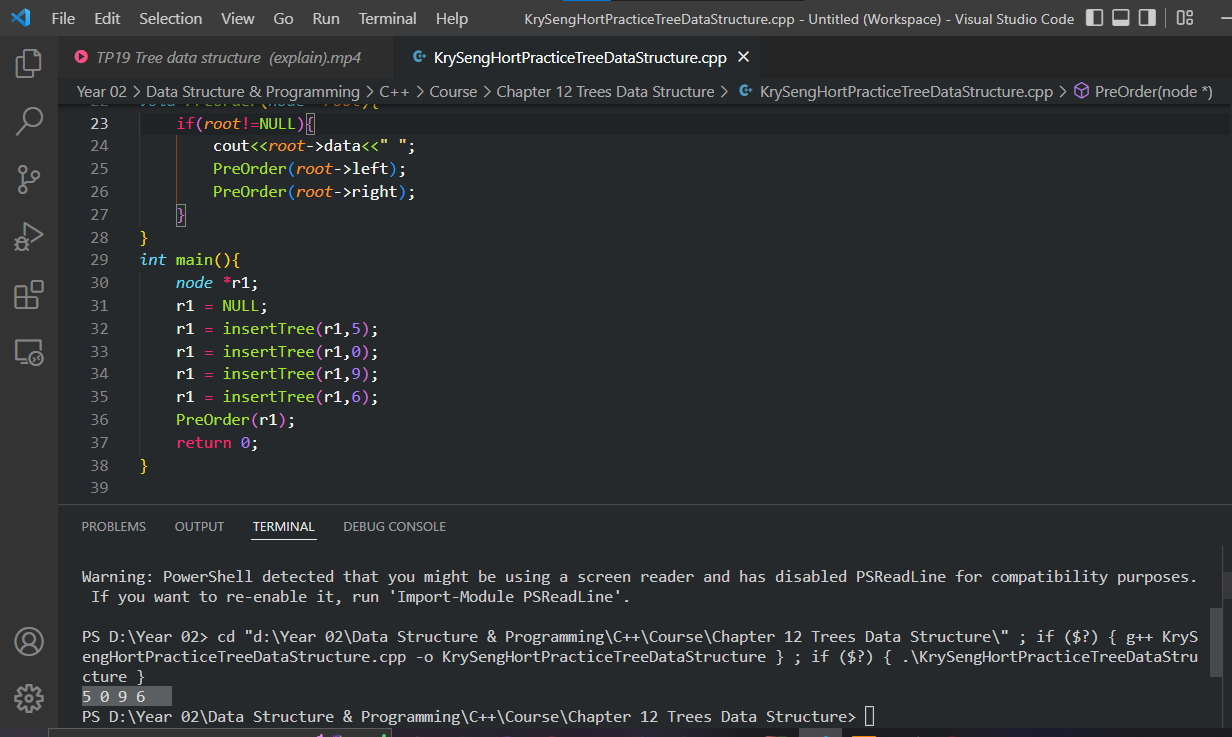 File Edit Selection View Go Run Terminal Help KrySengHortPracticeTreeDataStructure.cpp - Untitled (Workspace) - Visual Studio Code
TP19 Tree data structure (explain).mp4 KrySengHortPracticeTreeDataStructure.cpp
Year 02 > Data Structure & Programming > C++ > Course > Chapter 12 Trees Data Structure > KrySengHortPracticeTreeDataStructure.cpp > PreOrder(node *)
23 if(root!=NULL){
24 cout<<root->data<<" ";
25 PreOrder(root->left);
26 PreOrder(root->right);
27 }
28 }
29 int main(){
30 node *r1;
31 r1 = NULL;
32 r1 = insertTree(r1,5);
33 r1 = insertTree(r1,0);
34 r1 = insertTree(r1,9);
35 r1 = insertTree(r1,6);
36 PreOrder(r1);
37 return 0;
38 }
39
PROBLEMS OUTPUT TERMINAL DEBUG CONSOLE
Warning: PowerShell detected that you might be using a screen reader and has disabled PSReadLine for compatibility purposes.
If you want to re-enable it, run 'Import-Module PSReadLine'.
PS D:\Year 02> cd "d:\Year 02\Data Structure & Programming\C++\Course\Chapter 12 Trees Data Structure\" ; if ($?) { g++ KryS
engHortPracticeTreeDataStructure.cpp -o KrySengHortPracticeTreeDataStructure } ; if ($?) { .\KrySengHortPracticeTreeDataStru
cture }
5 0 9 6
PS D:\Year 02\Data Structure & Programming\C++\Course\Chapter 12 Trees Data Structure>